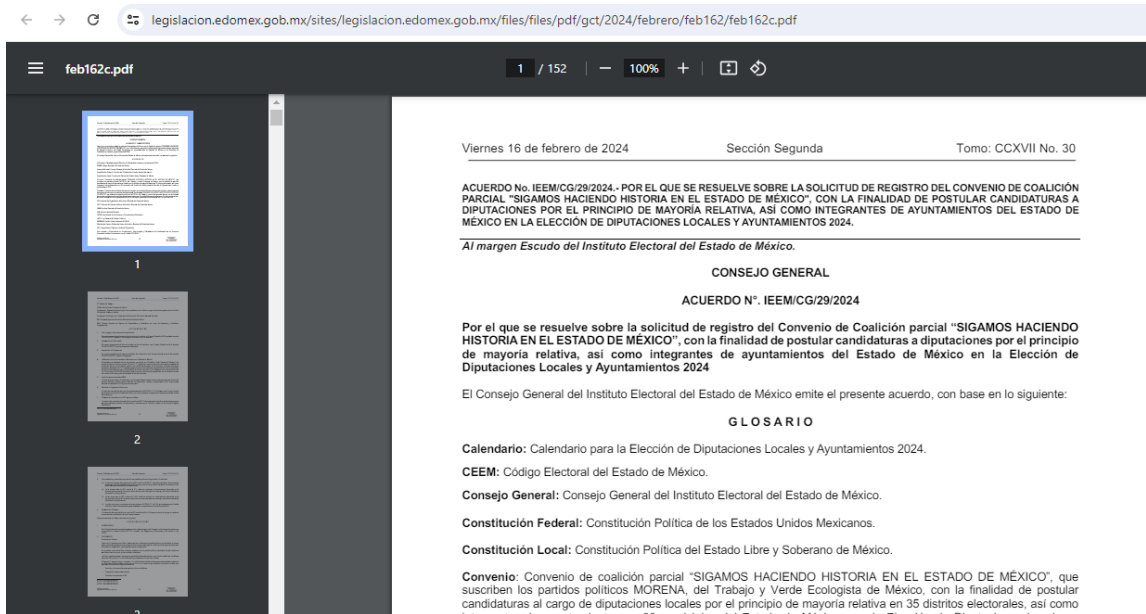 legislacion.edomex.gob.mx/sites/legislacion.edomex.gob.mx/files/files/pdf/gct/2024/febrero/feb162/feb162c.pdf
feb162c.pdf
1 / 152
100%
Viernes 16 de febrero de 2024 Sección Segunda Tomo: CCXVII No. 30
ACUERDO No. IEEM/CG/29/2024.- POR EL QUE SE RESUELVE SOBRE LA SOLICITUD DE REGISTRO DEL CONVENIO DE COALICIÓN
PARCIAL "SIGAMOS HACIENDO HISTORIA EN EL ESTADO DE MÉXICO", CON LA FINALIDAD DE POSTULAR CANDIDATURAS A
DIPUTACIONES POR EL PRINCIPIO DE MAYORÍA RELATIVA, ASÍ COMO INTEGRANTES DE AYUNTAMIENTOS DEL ESTADO DE
MÉXICO EN LA ELECCIÓN DE DIPUTACIONES LOCALES Y AYUNTAMIENTOS 2024.
Al margen Escudo del Instituto Electoral del Estado de México.
CONSEJO GENERAL
ACUERDO N°. IEEM/CG/29/2024
Por el que se resuelve sobre la solicitud de registro del Convenio de Coalición parcial “SIGAMOS HACIENDO
HISTORIA EN EL ESTADO DE MÉXICO”, con la finalidad de postular candidaturas a diputaciones por el principio
de mayoría relativa, así como integrantes de ayuntamientos del Estado de México en la Elección de
Diputaciones Locales y Ayuntamientos 2024
El Consejo General del Instituto Electoral del Estado de México emite el presente acuerdo, con base en lo siguiente:
G L O S A R I O
Calendario: Calendario para la Elección de Diputaciones Locales y Ayuntamientos 2024.
CEEM: Código Electoral del Estado de México.
Consejo General: Consejo General del Instituto Electoral del Estado de México.
Constitución Federal: Constitución Política de los Estados Unidos Mexicanos.
Constitución Local: Constitución Política del Estado Libre y Soberano de México.
Convenio: Convenio de coalición parcial “SIGAMOS HACIENDO HISTORIA EN EL ESTADO DE MÉXICO”, que
suscriben los partidos políticos MORENA, del Trabajo y Verde Ecologista de México, con la finalidad de postular
candidaturas al cargo de diputaciones locales por el principio de mayoría relativa en 35 distritos electorales, así como
1
2